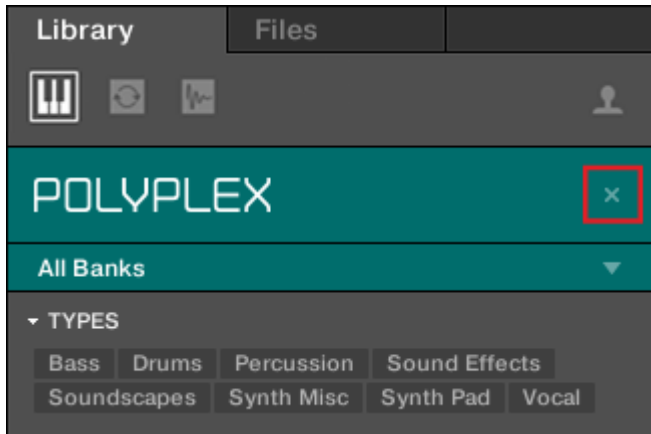 Library Files
POLYPLEX
All Banks
TYPES
Bass Drums Percussion Sound Effects
Soundscapes Synth Misc Synth Pad Vocal